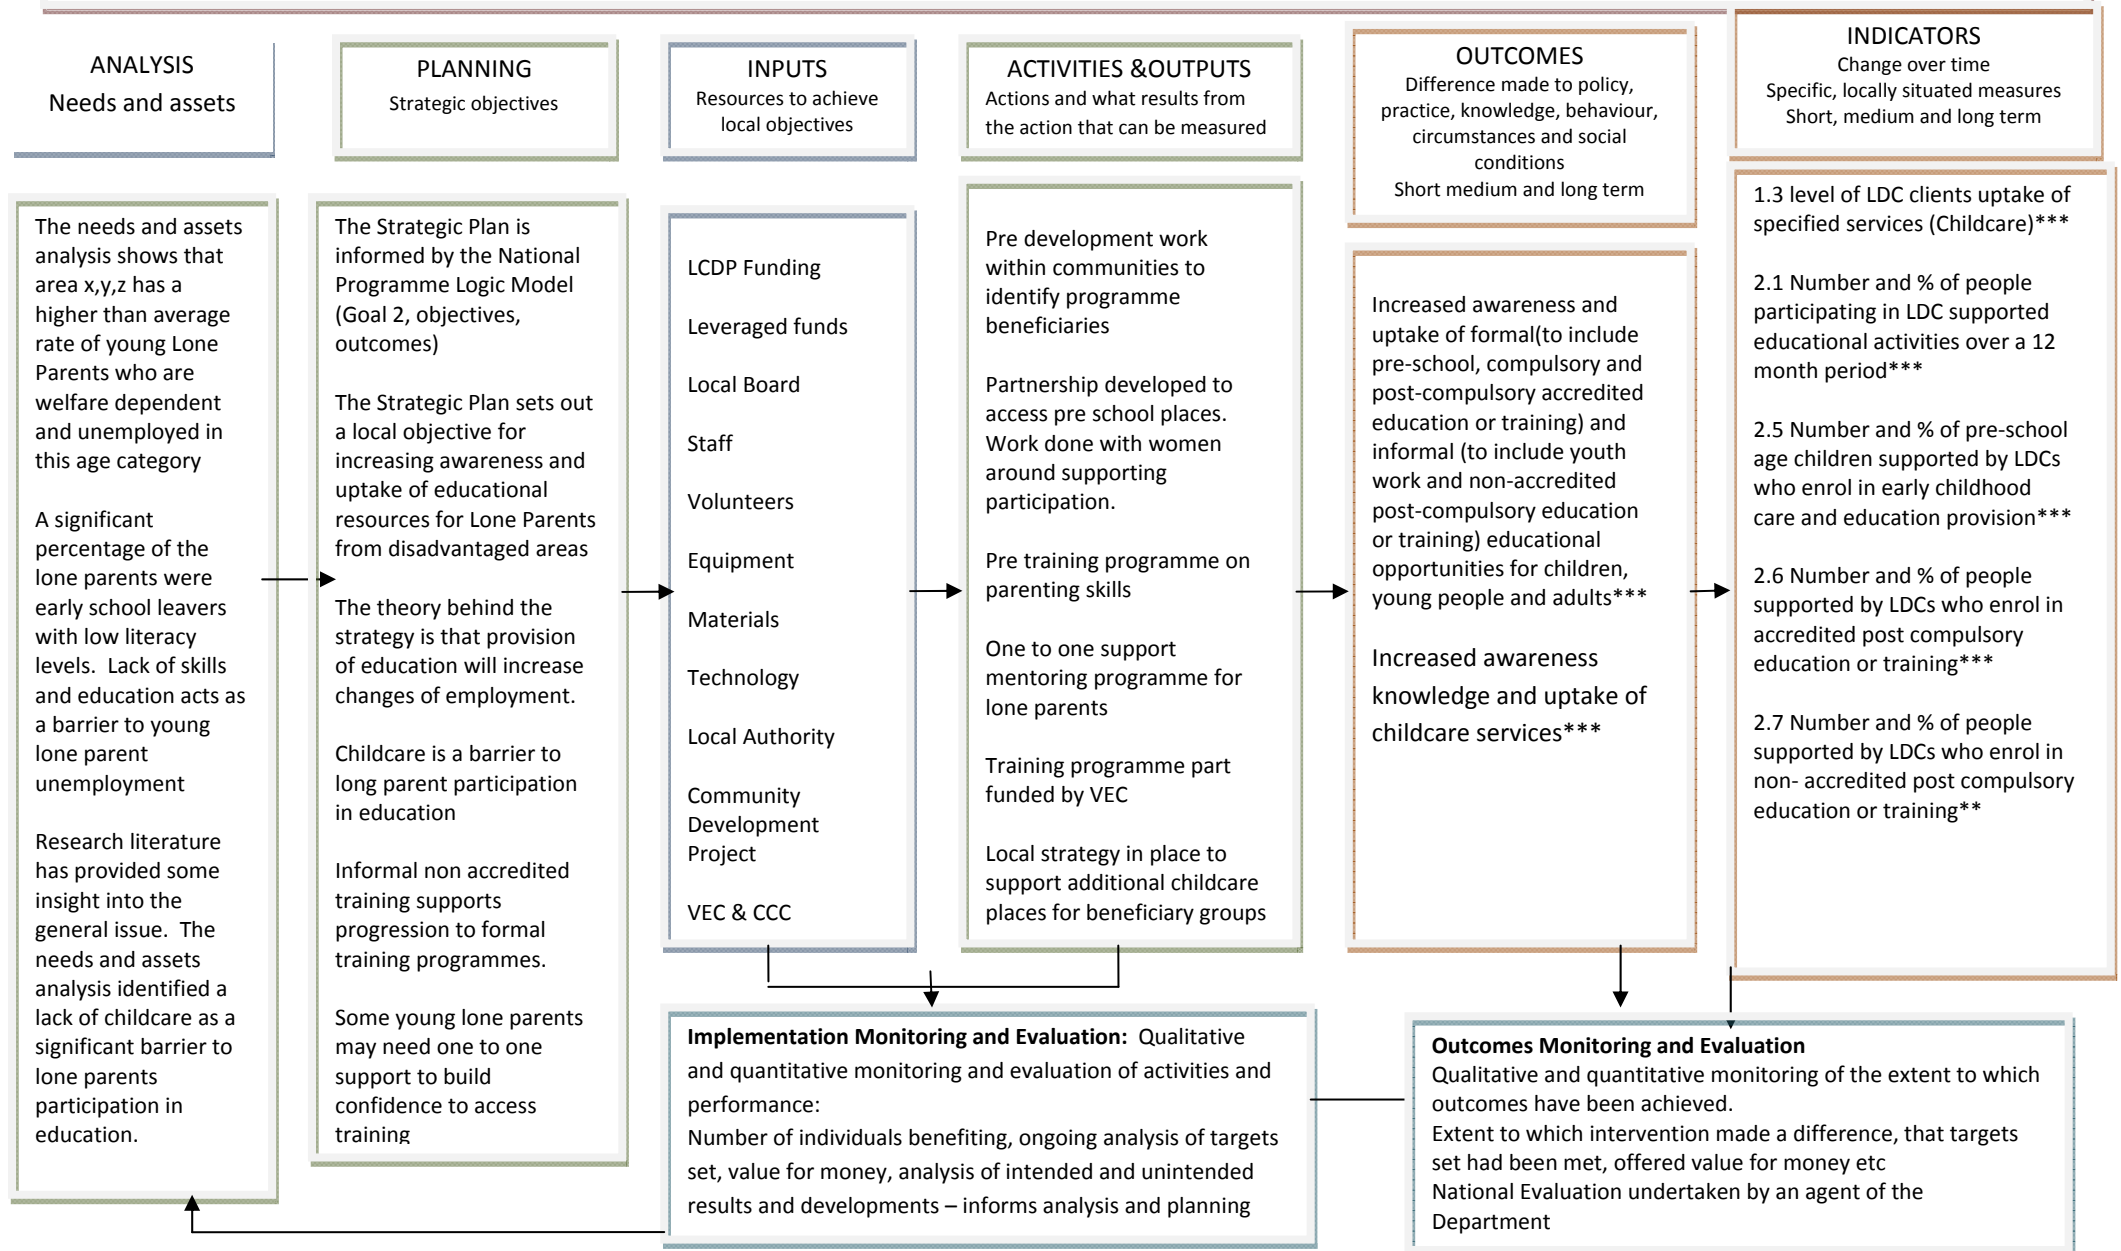 ANALYSIS
Needs and assets
PLANNING
Strategic objectives
INPUTS
Resources to achieve
local objectives
ACTIVITIES &OUTPUTS
Actions and what results from
the action that can be measured
OUTCOMES
Difference made to policy,
practice, knowledge, behaviour,
circumstances and social
conditions
Short medium and long term
INDICATORS
Change over time
Specific, locally situated measures
Short, medium and long term
The needs and assets
analysis shows that
area x,y,z has a
higher than average
rate of young Lone
Parents who are
welfare dependent
and unemployed in
this age category
A significant
percentage of the
lone parents were
early school leavers
with low literacy
levels. Lack of skills
and education acts as
a barrier to young
lone parent
unemployment
Research literature
has provided some
insight into the
general issue. The
needs and assets
analysis identified a
lack of childcare as a
significant barrier to
lone parents
participation in
education.
The Strategic Plan is
informed by the National
Programme Logic Model
(Goal 2, objectives,
outcomes)
The Strategic Plan sets out
a local objective for
increasing awareness and
uptake of educational
resources for Lone Parents
from disadvantaged areas
The theory behind the
strategy is that provision
of education will increase
changes of employment.
Childcare is a barrier to
long parent participation
in education
Informal non accredited
training supports
progression to formal
training programmes.
Some young lone parents
may need one to one
support to build
confidence to access
training
LCDP Funding
Leveraged funds
Local Board
Staff
Volunteers
Equipment
Materials
Technology
Local Authority
Community
Development
Project
VEC & CCC
Pre development work
within communities to
identify programme
beneficiaries
Partnership developed to
access pre school places.
Work done with women
around supporting
participation.
Pre training programme on
parenting skills
One to one support
mentoring programme for
lone parents
Training programme part
funded by VEC
Local strategy in place to
support additional childcare
places for beneficiary groups
Increased awareness and
uptake of formal(to include
pre-school, compulsory and
post-compulsory accredited
education or training) and
informal (to include youth
work and non-accredited
post-compulsory education
or training) educational
opportunities for children,
young people and adults***
Increased awareness
knowledge and uptake of
childcare services***
1.3 level of LDC clients uptake of
specified services (Childcare)***
2.1 Number and % of people
participating in LDC supported
educational activities over a 12
month period***
2.5 Number and % of pre-school
age children supported by LDCs
who enrol in early childhood
care and education provision***
2.6 Number and % of people
supported by LDCs who enrol in
accredited post compulsory
education or training***
2.7 Number and % of people
supported by LDCs who enrol in
non- accredited post compulsory
education or training**
Implementation Monitoring and Evaluation: Qualitative
and quantitative monitoring and evaluation of activities and
performance:
Number of individuals benefiting, ongoing analysis of targets
set, value for money, analysis of intended and unintended
results and developments – informs analysis and planning
Outcomes Monitoring and Evaluation
Qualitative and quantitative monitoring of the extent to which
outcomes have been achieved.
Extent to which intervention made a difference, that targets
set had been met, offered value for money etc
National Evaluation undertaken by an agent of the
Department